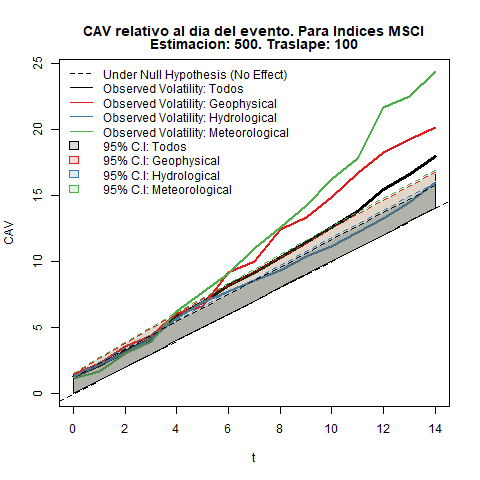 CAV relativo al dia del evento. Para Indices MSCI
Estimacion: 500. Traslape: 100
Under Null Hypothesis (No Effect)
Observed Volatility: Todos
Observed Volatility: Geophysical
Observed Volatility: Hydrological
Observed Volatility: Meteorological
95% C.I: Todos
95% C.I: Geophysical
95% C.I: Hydrological
95% C.I: Meteorological
CAV
25
20
15
10
5
0
0 2 4 6 8 10 12 14
t